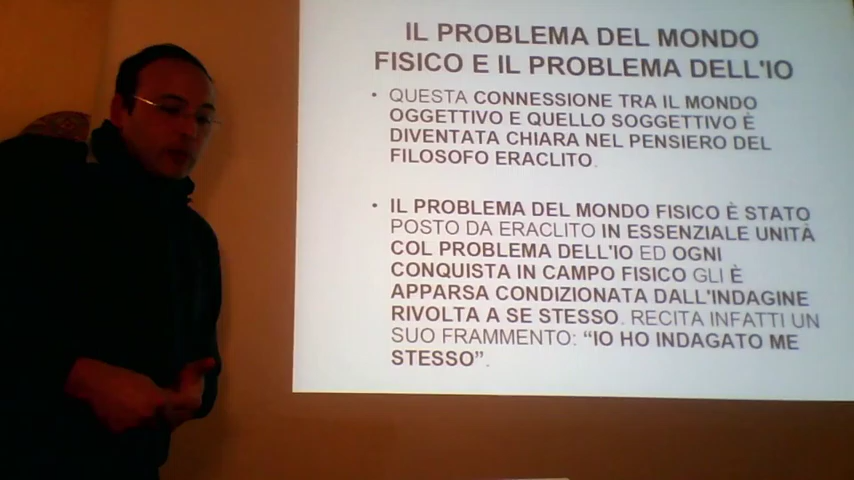 IL PROBLEMA DEL MONDO
FISICO E IL PROBLEMA DELL'IO
• QUESTA CONNESSIONE TRA IL MONDO
OGGETTIVO E QUELLO SOGGETTIVO È
DIVENTATA CHIARA NEL PENSIERO DEL
FILOSOFO ERACLITO.
• IL PROBLEMA DEL MONDO FISICO È STATO
POSTO DA ERACLITO IN ESSENZIALE UNITÀ
COL PROBLEMA DELL'IO ED OGNI
CONQUISTA IN CAMPO FISICO GLI È
APPARSA CONDIZIONATA DALL'INDAGINE
RIVOLTA A SE STESSO. RECITA INFATTI UN
SUO FRAMMENTO: “IO HO INDAGATO ME
STESSO”.